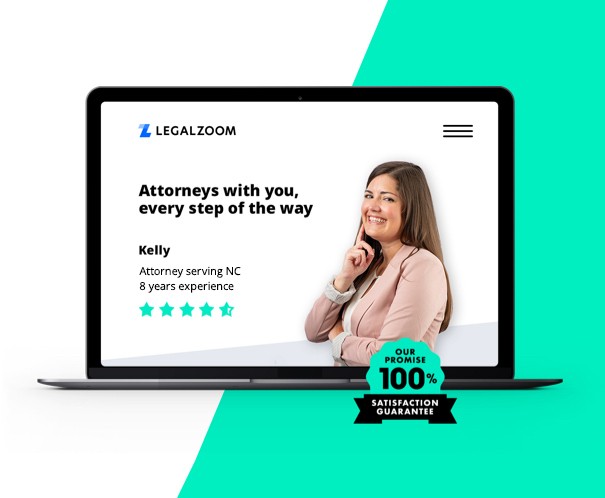 LEGALZOOM
Attorneys with you,
every step of the way
Kelly
Attorney serving NC
8 years experience
OUR
PROMISE
100%
SATISFACTION
GUARANTEE